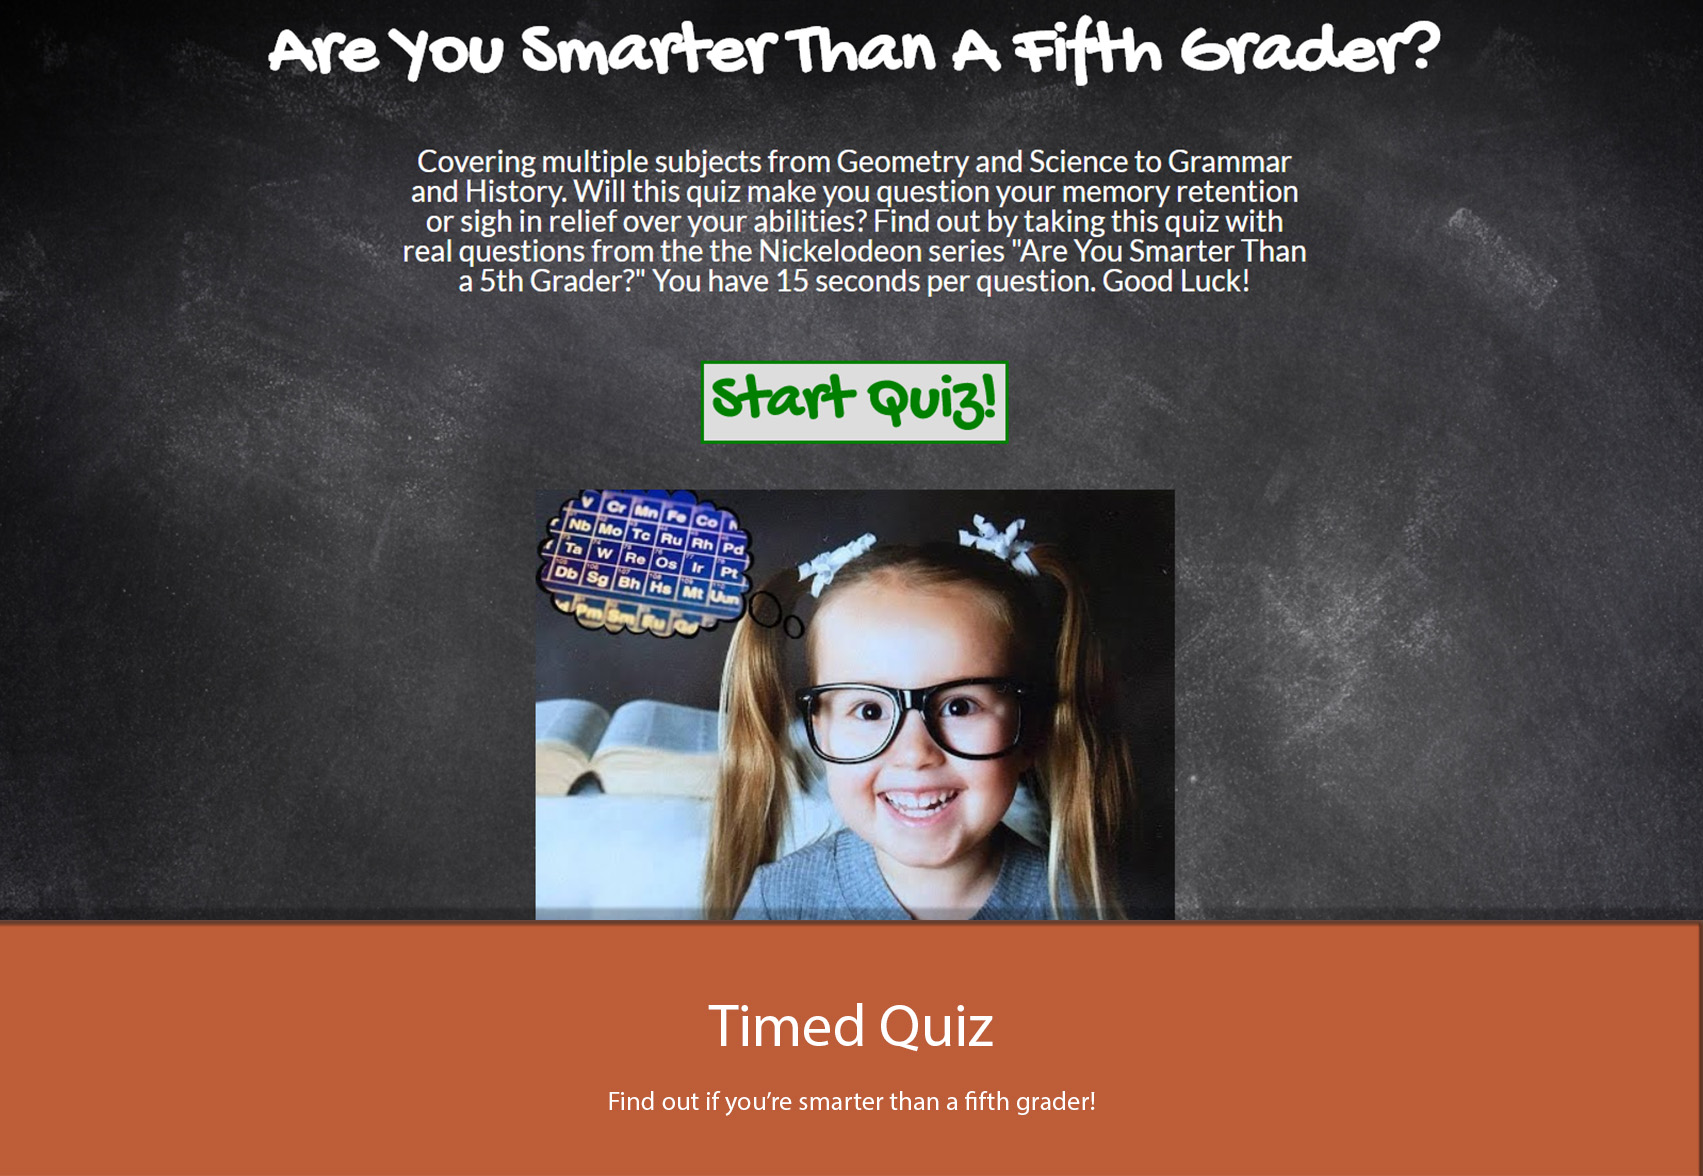 Are You Smarter Than A Fifth Grader?
Covering multiple subjects from Geometry and Science to Grammar
and History. Will this quiz make you question your memory retention
or sigh in relief over your abilities? Find out by taking this quiz with
real questions from the the Nickelodeon series "Are You Smarter Than
a 5th Grader?" You have 15 seconds per question. Good Luck!
Start Quiz!
V Cr Mn Fe Co
Nb Mo Tc Ru Rh Pd
Ta W Re Os Ir Pt
Db Sg Bh Hs Mt Uun
Pm Sm Eu Gd
Timed Quiz
Find out if you’re smarter than a fifth grader!